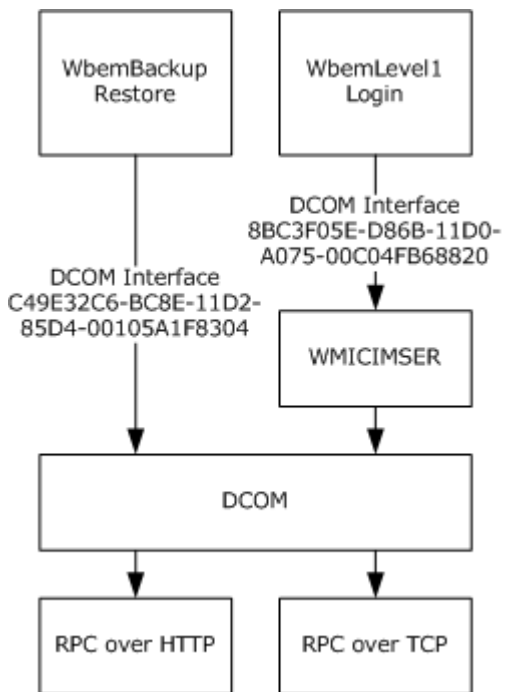 WbemBackup
Restore
WbemLevel1
Login
DCOM Interface
8BC3F05E-D86B-11D0-
A075-00C04FB68820
DCOM Interface
C49E32C6-BC8E-11D2-
85D4-00105A1F8304
WMICIMSER
DCOM
RPC over HTTP
RPC over TCP